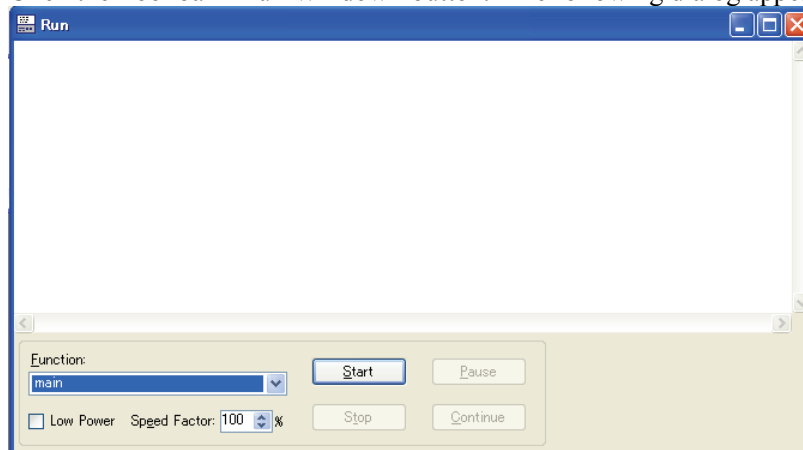 Run
Function:
main
Start
Pause
Low Power Speed Factor: 100 %
Stop
Continue